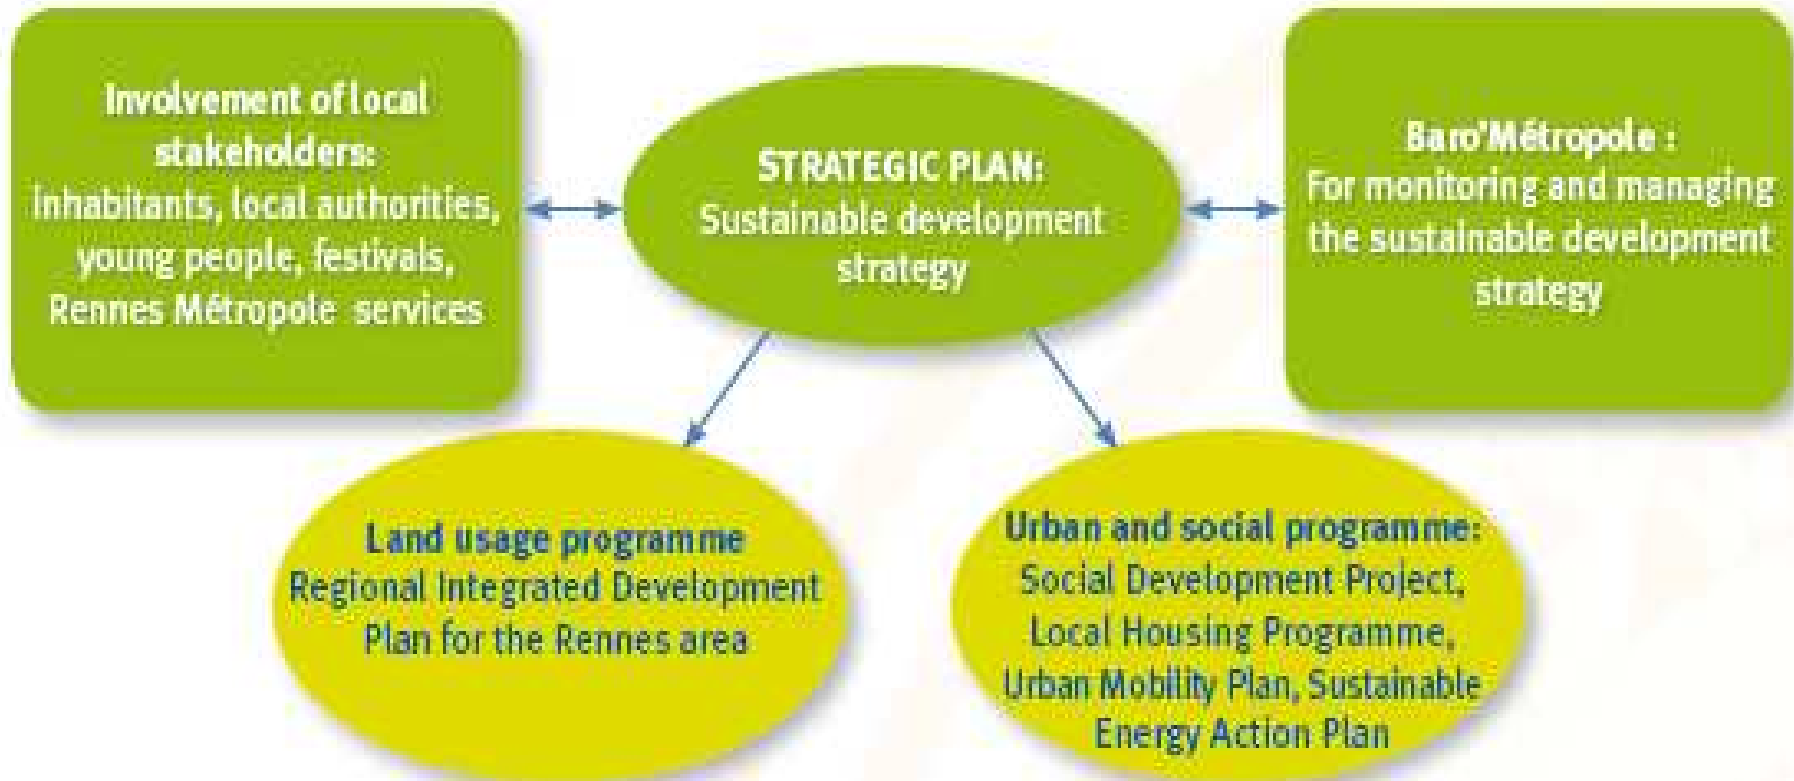 Involvement of local
stakeholders:
inhabitants, local authorities,
young people, festivals,
Rennes Métropole services
STRATEGIC PLAN:
Sustainable development
strategy
Baro'Métropole :
For monitoring and managing
the sustainable development
strategy
Land usage programme
Regional Integrated Development
Plan for the Rennes area
Urban and social programme:
Social Development Project,
Local Housing Programme,
Urban Mobility Plan, Sustainable
Energy Action Plan